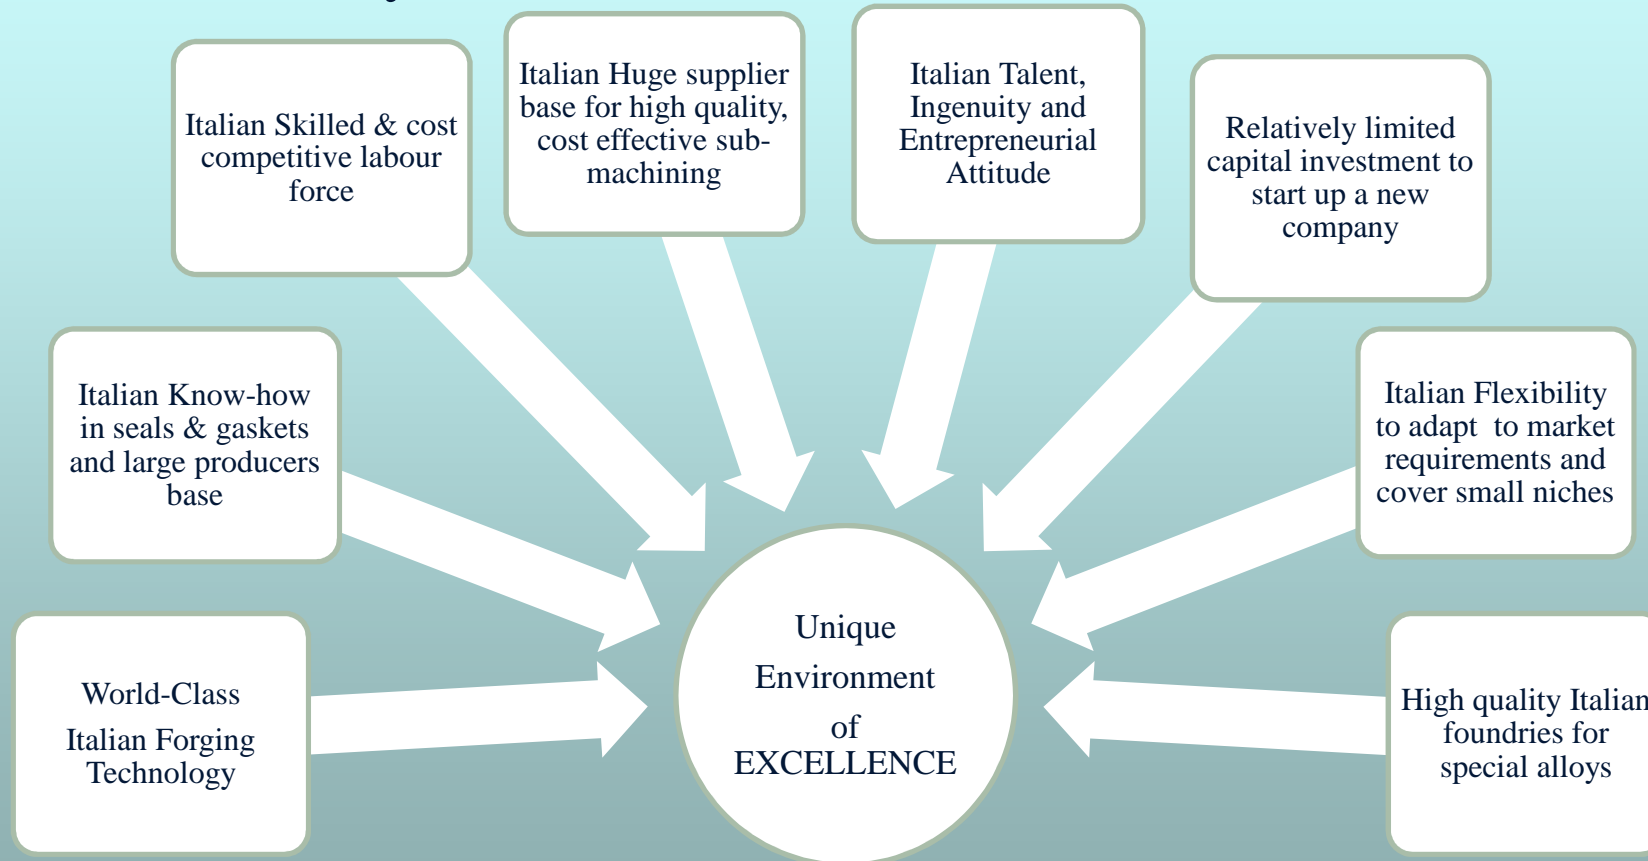 Italian Skilled & cost
competitive labour
force
Italian Huge supplier
base for high quality,
cost effective sub-
machining
Italian Talent,
Ingenuity and
Entrepreneurial
Attitude
Relatively limited
capital investment to
start up a new
company
Italian Know-how
in seals & gaskets
and large producers
base
Italian Flexibility
to adapt  to market
requirements and
cover small niches
World-Class
Italian Forging
Technology
Unique
Environment
of
EXCELLENCE
High quality Italian
foundries for
special alloys